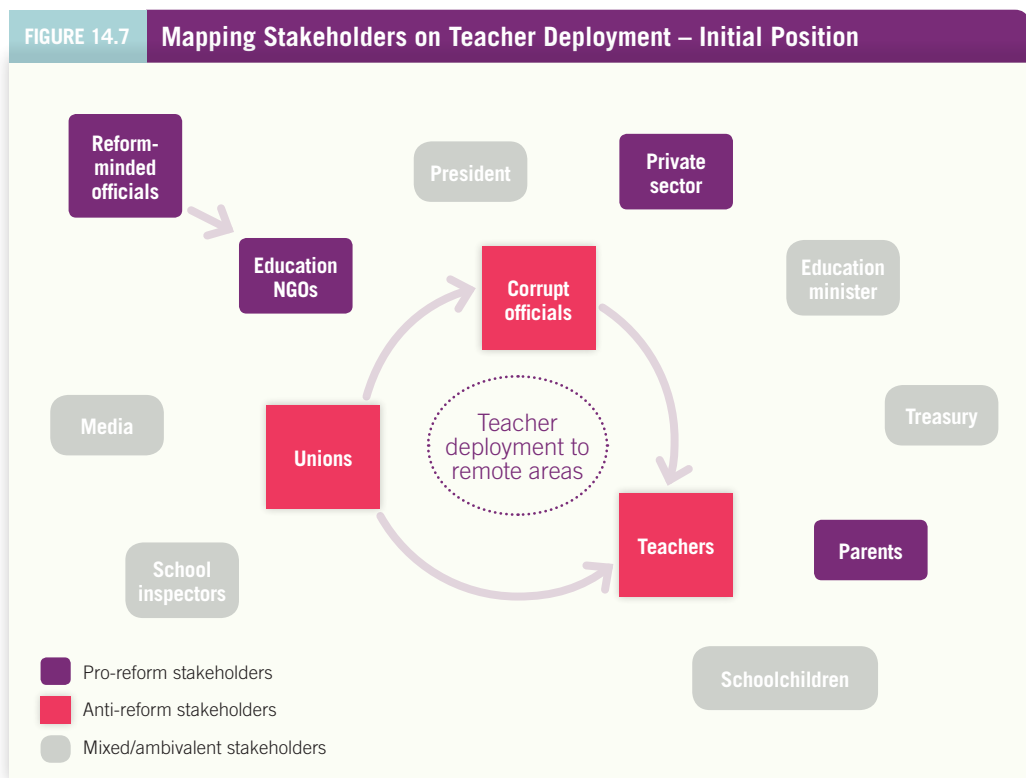 FIGURE 14.7
Mapping Stakeholders on Teacher Deployment – Initial Position
Reform-
minded
officials
President
Private
sector
Education
NGOs
Corrupt
officials
Education
minister
Media
Unions
Teacher
deployment to
remote areas
Treasury
Teachers
Parents
School
inspectors
Schoolchildren
Pro-reform stakeholders
Anti-reform stakeholders
Mixed/ambivalent stakeholders